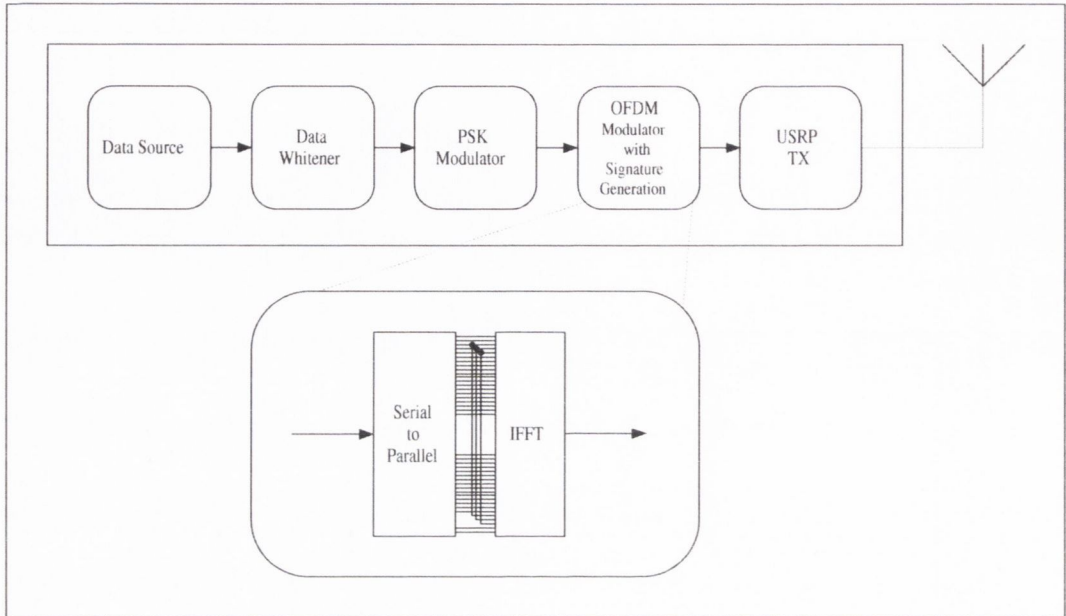 Data Source
Data
Whitener
PSK
Modulator
OFDM
Modulator
with
Signature
Generation
USRP
TX
Serial
to
Parallel
IFFT